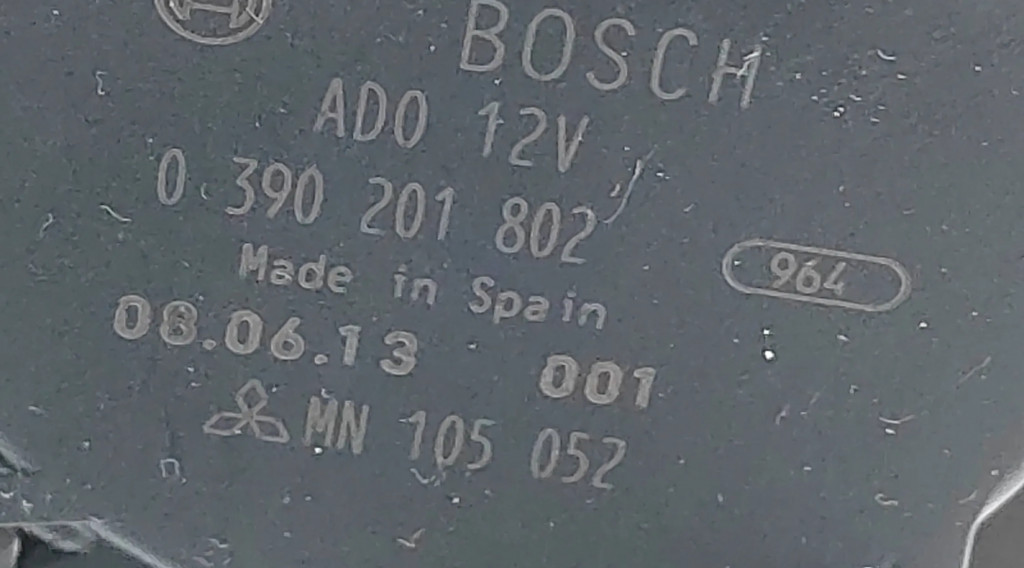 BOSCH
ADO 12V
0 390 201 802
Made in Spain
964
08.06.13 001
MN 105 052